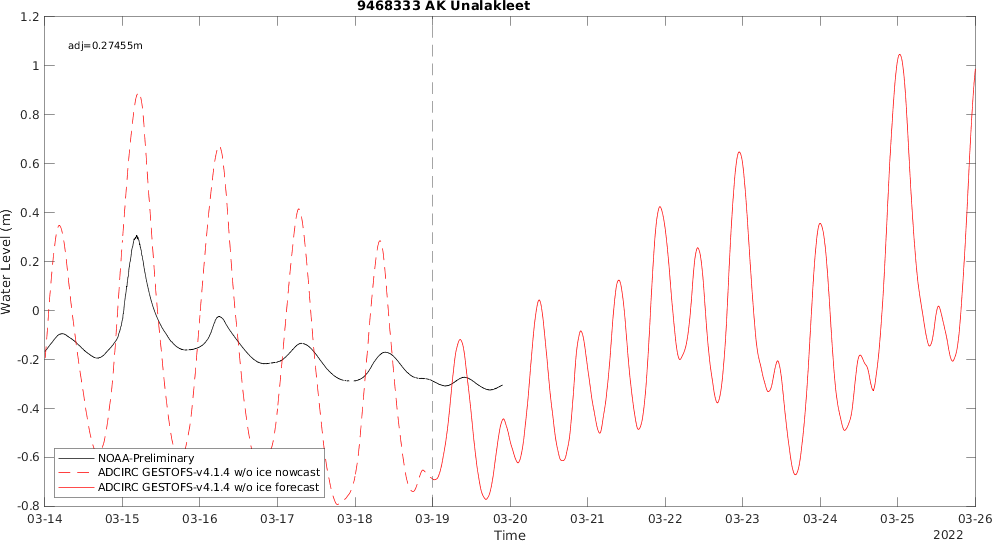 9468333 AK Unalakleet
adj=0.27455m
Water Level (m)
1.2
1
0.8
0.6
0.4
0.2
0
-0.2
-0.4
-0.6
-0.8
NOAA-Preliminary
ADCIRC GESTOFS-v4.1.4 w/o ice nowcast
ADCIRC GESTOFS-v4.1.4 w/o ice forecast
03-14 03-15 03-16 03-17 03-18 03-19 03-20 03-21 03-22 03-23 03-24 03-25 03-26
Time
2022